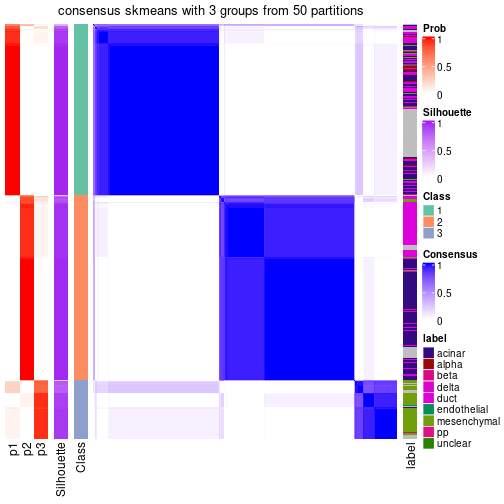 consensus skmeans with 3 groups from 50 partitions
Prob
1
0.5
0
Silhouette
1
0.5
0
Class
1
2
3
Consensus
1
0.5
0
label
acinar
alpha
beta
delta
duct
endothelial
mesenchymal
pp
unclear
p1
p2
p3
Silhouette
Class
label